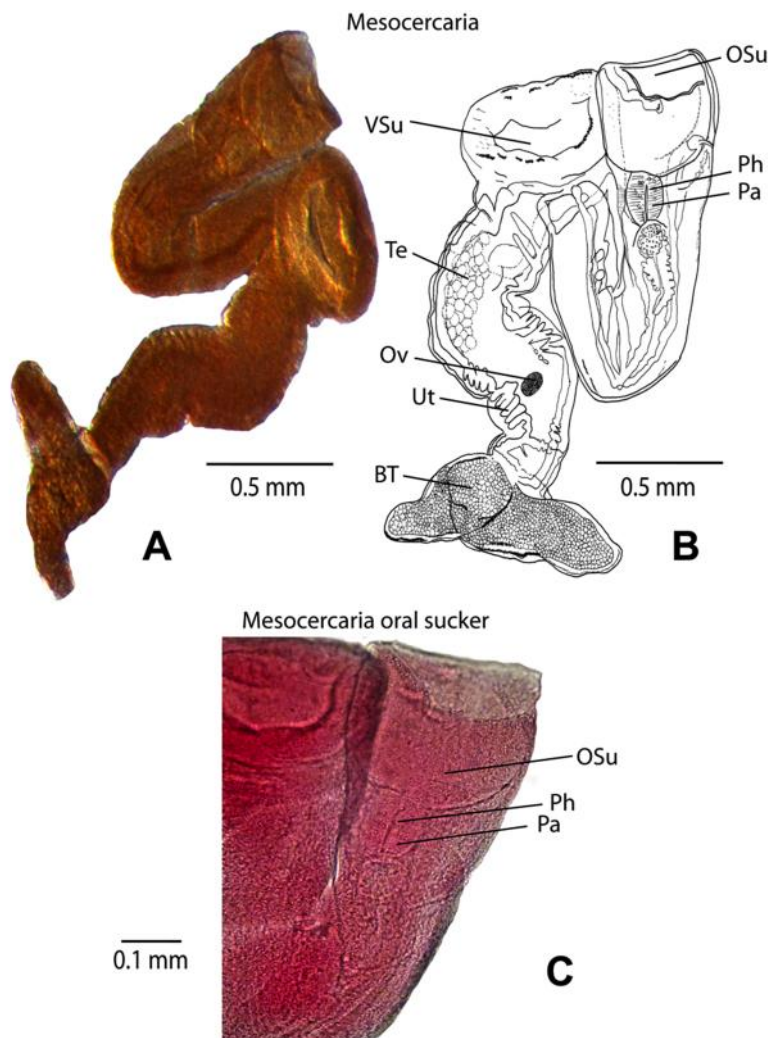 Mesocercaria
OSu
VSu
Ph
Pa
Te
Ov
Ut
BT
0.5 mm
0.5 mm
A
B
Mesocercaria oral sucker
OSu
Ph
Pa
0.1 mm
C